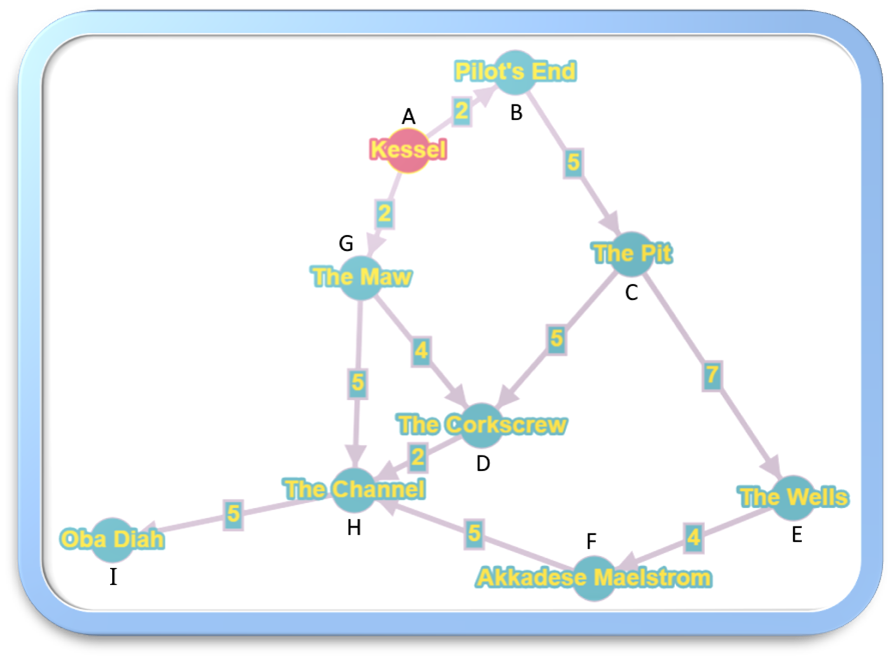 Pilot's End
B
A
2
Kessel
5
2
G
The Maw
The Pit
C
5
4
7
5
The Corkscrew
D
2
The Channel
H
The Wells
E
5
5
4
Oba Diah
I
F
Akkadese Maelstrom